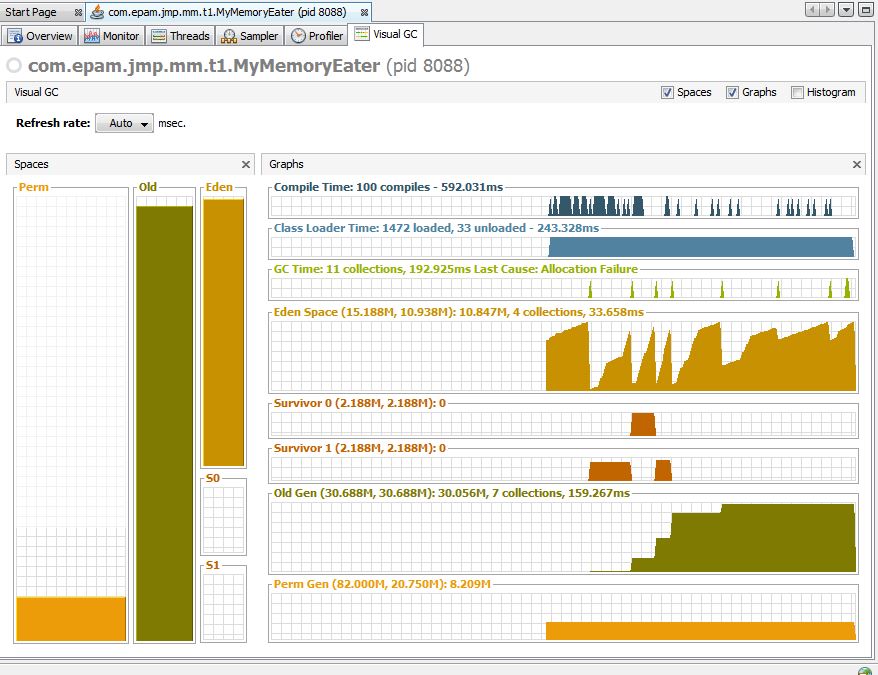 Start Page com.epam.jmp.mm.t1.MyMemoryEater (pid 8088)
Overview Monitor Threads Sampler Profiler Visual GC
com.epam.jmp.mm.t1.MyMemoryEater (pid 8088)
Visual GC Spaces Graphs Histogram
Refresh rate: Auto msec.
Spaces
Perm Old Eden
S0
S1
Graphs
Compile Time: 100 compiles - 592.031ms
Class Loader Time: 1472 loaded, 33 unloaded - 243.328ms
GC Time: 11 collections, 192.925ms Last Cause: Allocation Failure
Eden Space (15.188M, 10.938M): 10.847M, 4 collections, 33.658ms
Survivor 0 (2.188M, 2.188M): 0
Survivor 1 (2.188M, 2.188M): 0
Old Gen (30.688M, 30.688M): 30.056M, 7 collections, 159.267ms
Perm Gen (82.000M, 20.750M): 8.209M